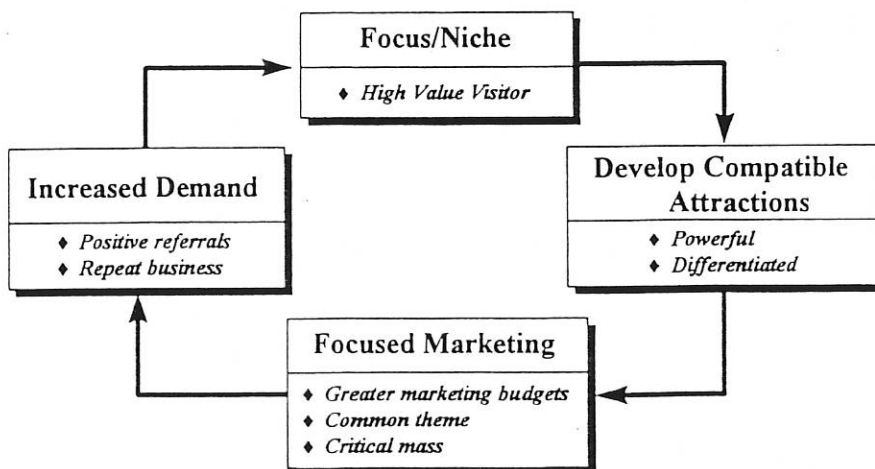 Focus/Niche
♦ High Value Visitor
Develop Compatible
Attractions
♦ Powerful
♦ Differentiated
Focused Marketing
♦ Greater marketing budgets
♦ Common theme
♦ Critical mass
Increased Demand
♦ Positive referrals
♦ Repeat business